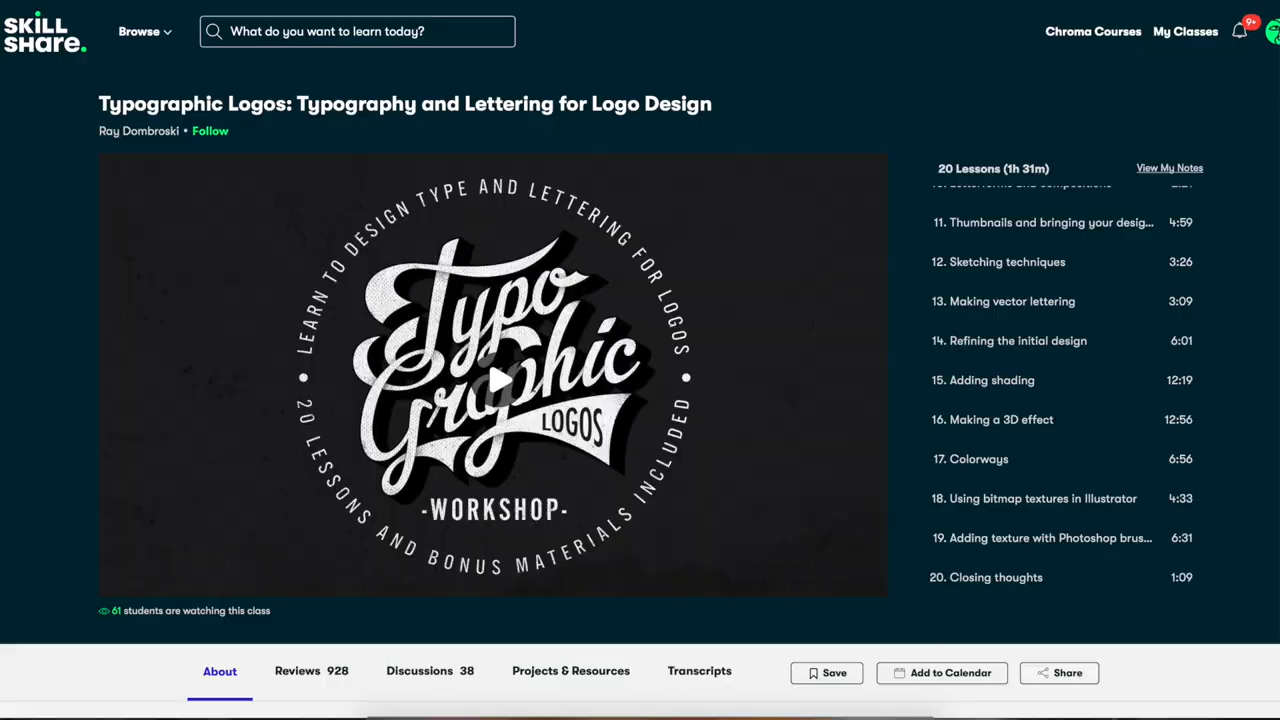 SKILL
SHARE.
Browse
What do you want to learn today?
Chroma Courses
My Classes
9+
Typographic Logos: Typography and Lettering for Logo Design
Ray Dombroski • Follow
LEARN TO DESIGN TYPE AND LETTERING FOR LOGOS
Typo
Graphic
LOGOS
-WORKSHOP-
20 LESSONS AND BONUS MATERIALS INCLUDED
20 Lessons (1h 31m)
View My Notes
10. Letterforms and compositions 2:21
11. Thumbnails and bringing your desig... 4:59
12. Sketching techniques 3:26
13. Making vector lettering 3:09
14. Refining the initial design 6:01
15. Adding shading 12:19
16. Making a 3D effect 12:56
17. Colorways 6:56
18. Using bitmap textures in Illustrator 4:33
19. Adding texture with Photoshop brus... 6:31
20. Closing thoughts 1:09
61 students are watching this class
About
Reviews 928
Discussions 38
Projects & Resources
Transcripts
Save
Add to Calendar
Share